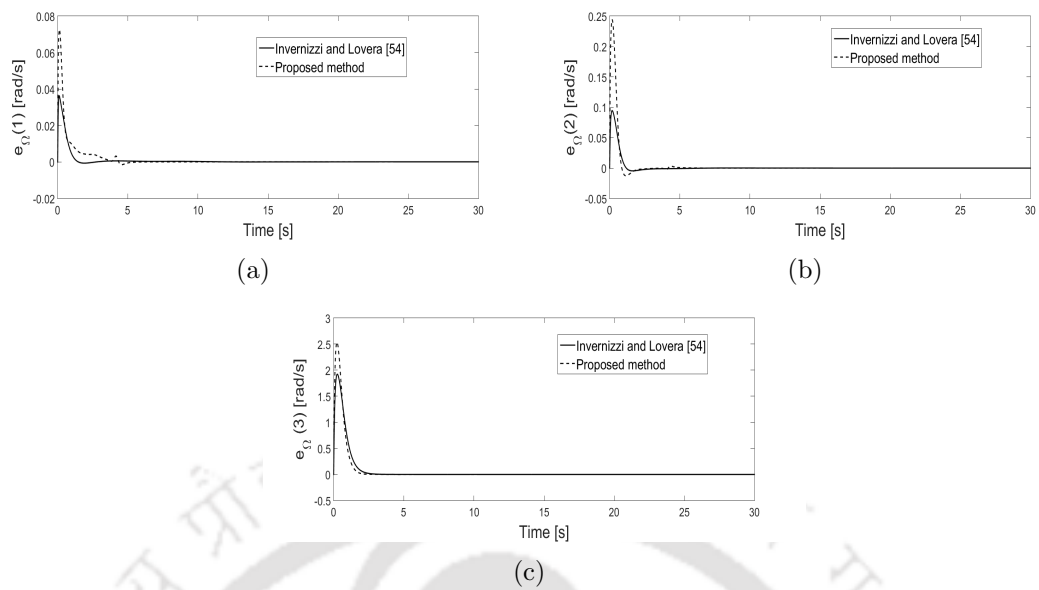 0.08
0.06
0.04
0.02
0
-0.02
e_Ω(1) [rad/s]
Invernizzi and Lovera [54]
Proposed method
0 5 10 15 20 25 30
Time [s]
(a)
0.25
0.2
0.15
0.1
0.05
0
-0.05
e_Ω(2) [rad/s]
Invernizzi and Lovera [54]
Proposed method
0 5 10 15 20 25 30
Time [s]
(b)
3
2.5
2
1.5
1
0.5
0
-0.5
e_Ω (3) [rad/s]
Invernizzi and Lovera [54]
Proposed method
0 5 10 15 20 25 30
Time [s]
(c)